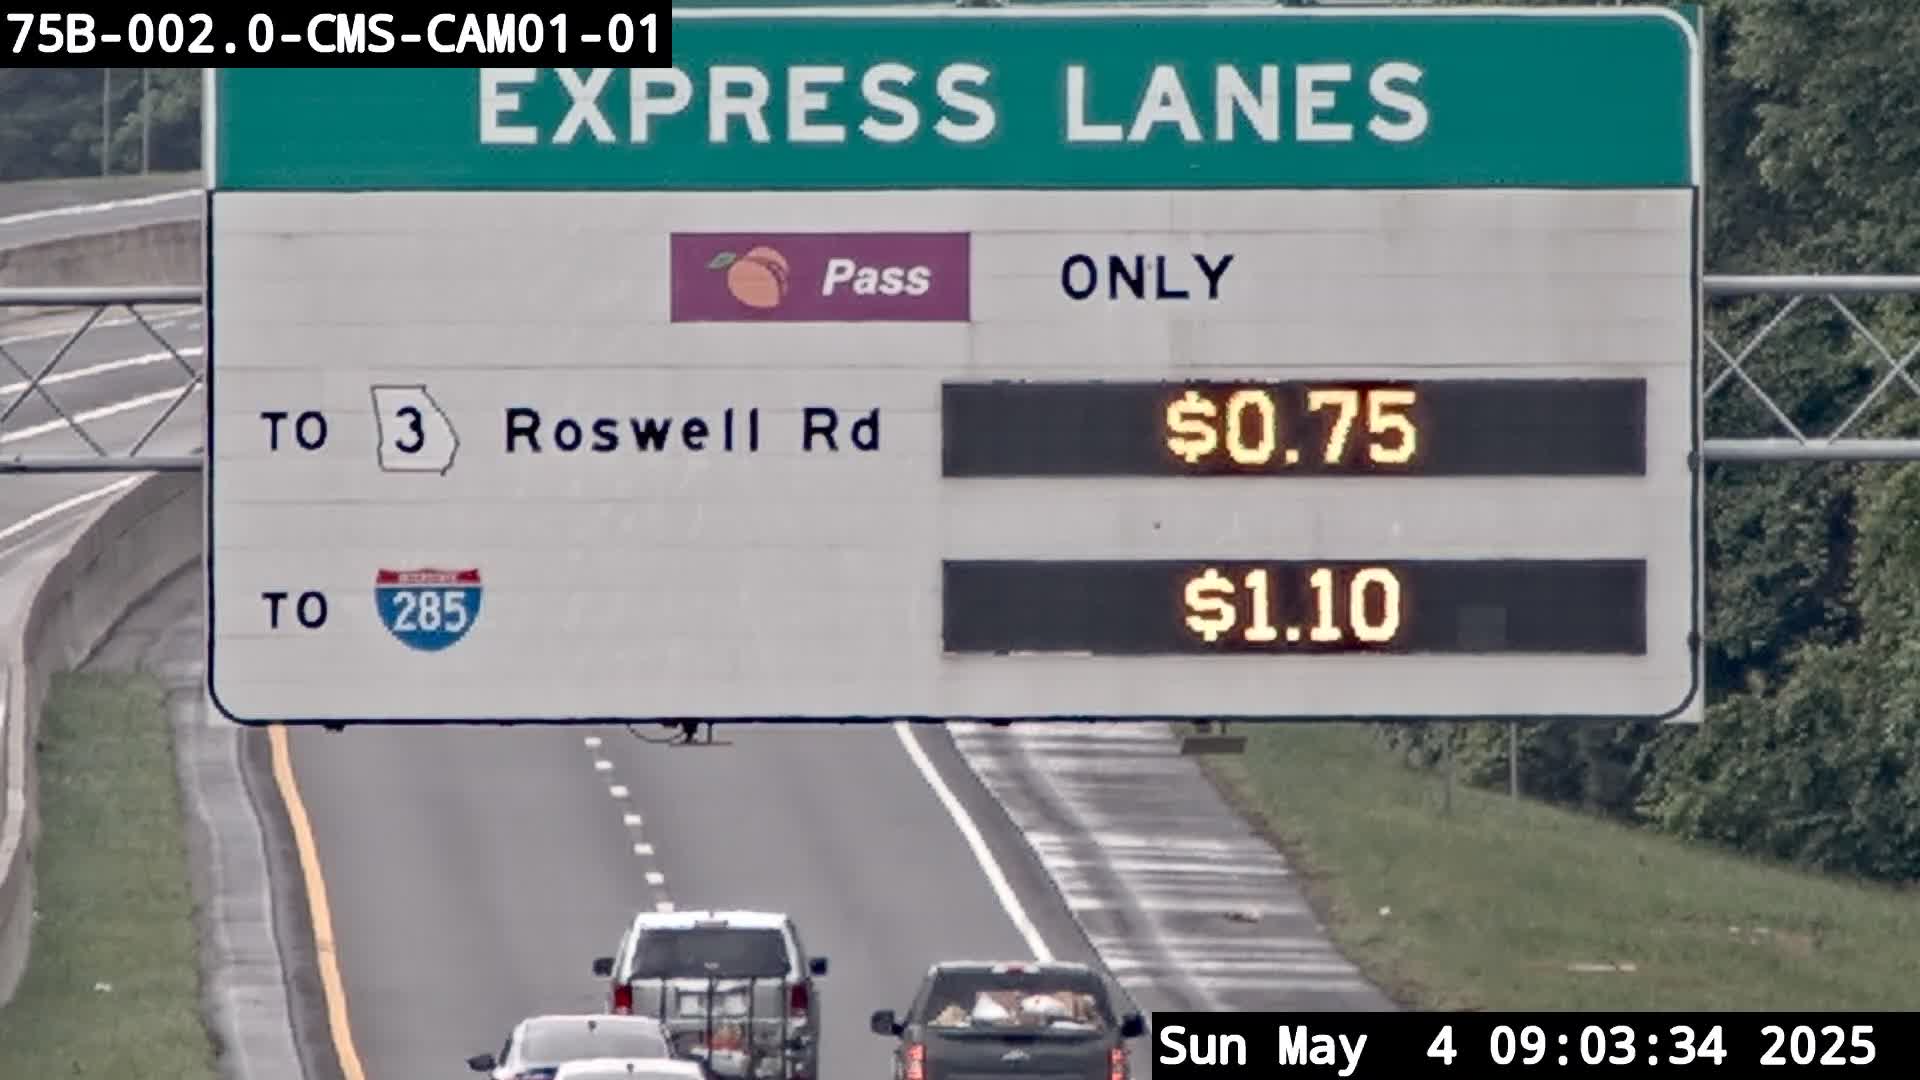 75B-002.0-CMS-CAM01-01
EXPRESS LANES
Pass ONLY
TO 3 Roswell Rd $0.75
TO 285 $1.10
Sun May 4 09:03:34 2025